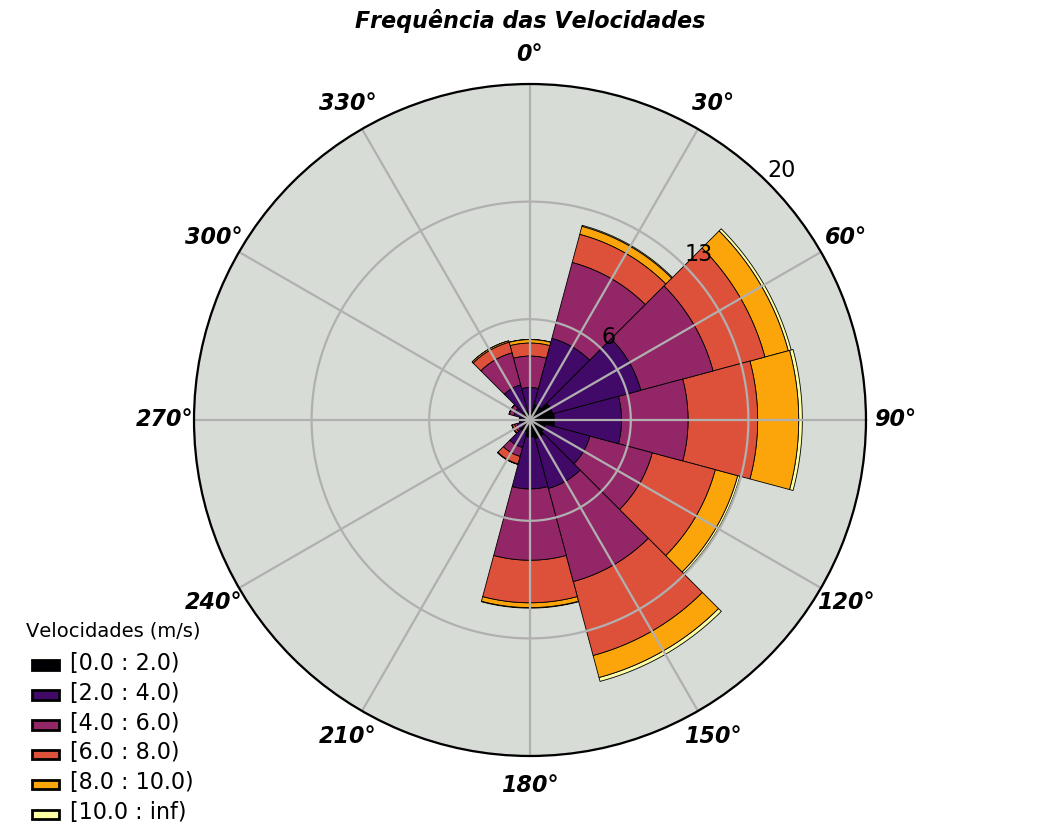 Frequência das Velocidades
0°
330°
30°
20
300°
60°
13
6
270°
90°
240°
120°
210°
150°
180°
Velocidades (m/s)
[0.0 : 2.0)
[2.0 : 4.0)
[4.0 : 6.0)
[6.0 : 8.0)
[8.0 : 10.0)
[10.0 : inf)